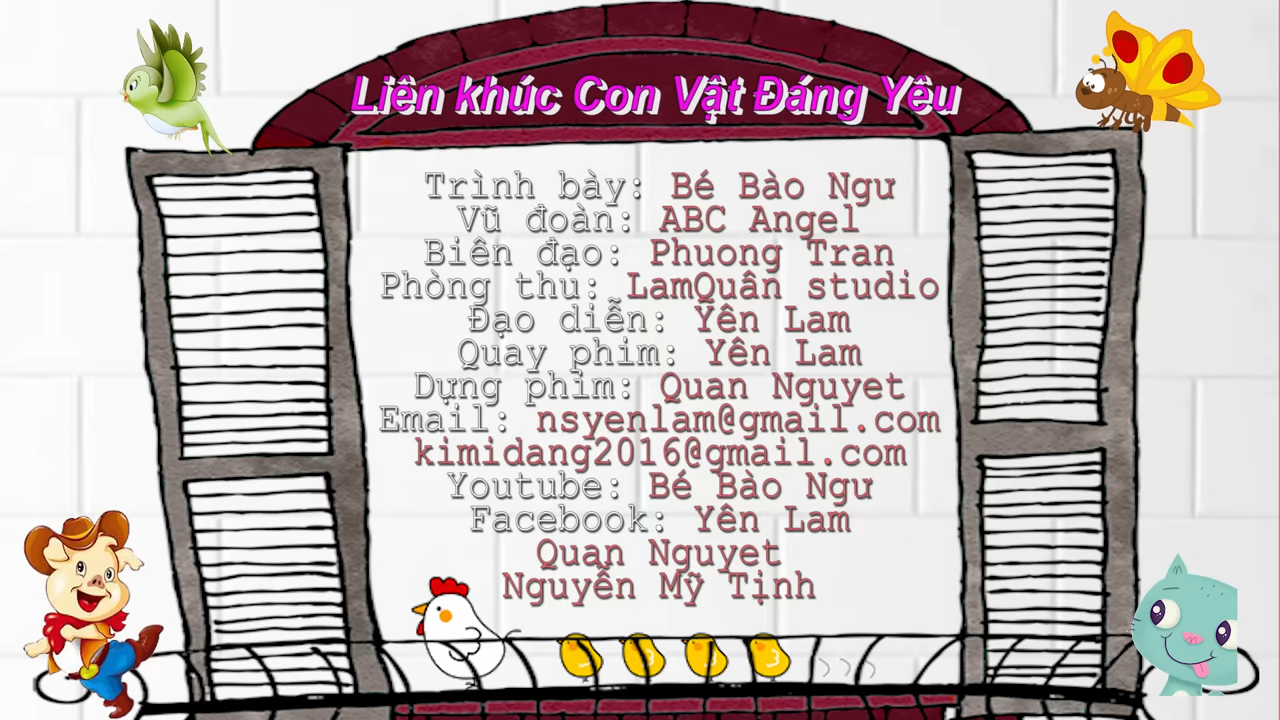 Liên khúc Con Vật Đáng Yêu
Trình bày: Bé Bào Ngư
Vũ đoàn: ABC Angel
Biên đạo: Phuong Tran
Phòng thu: LamQuân studio
Đạo diễn: Yên Lam
Quay phim: Yên Lam
Dựng phim: Quan Nguyet
Email: nsyenlam@gmail.com
kimidang2016@gmail.com
Youtube: Bé Bào Ngư
Facebook: Yên Lam
Quan Nguyet
Nguyễn Mỹ Tịnh